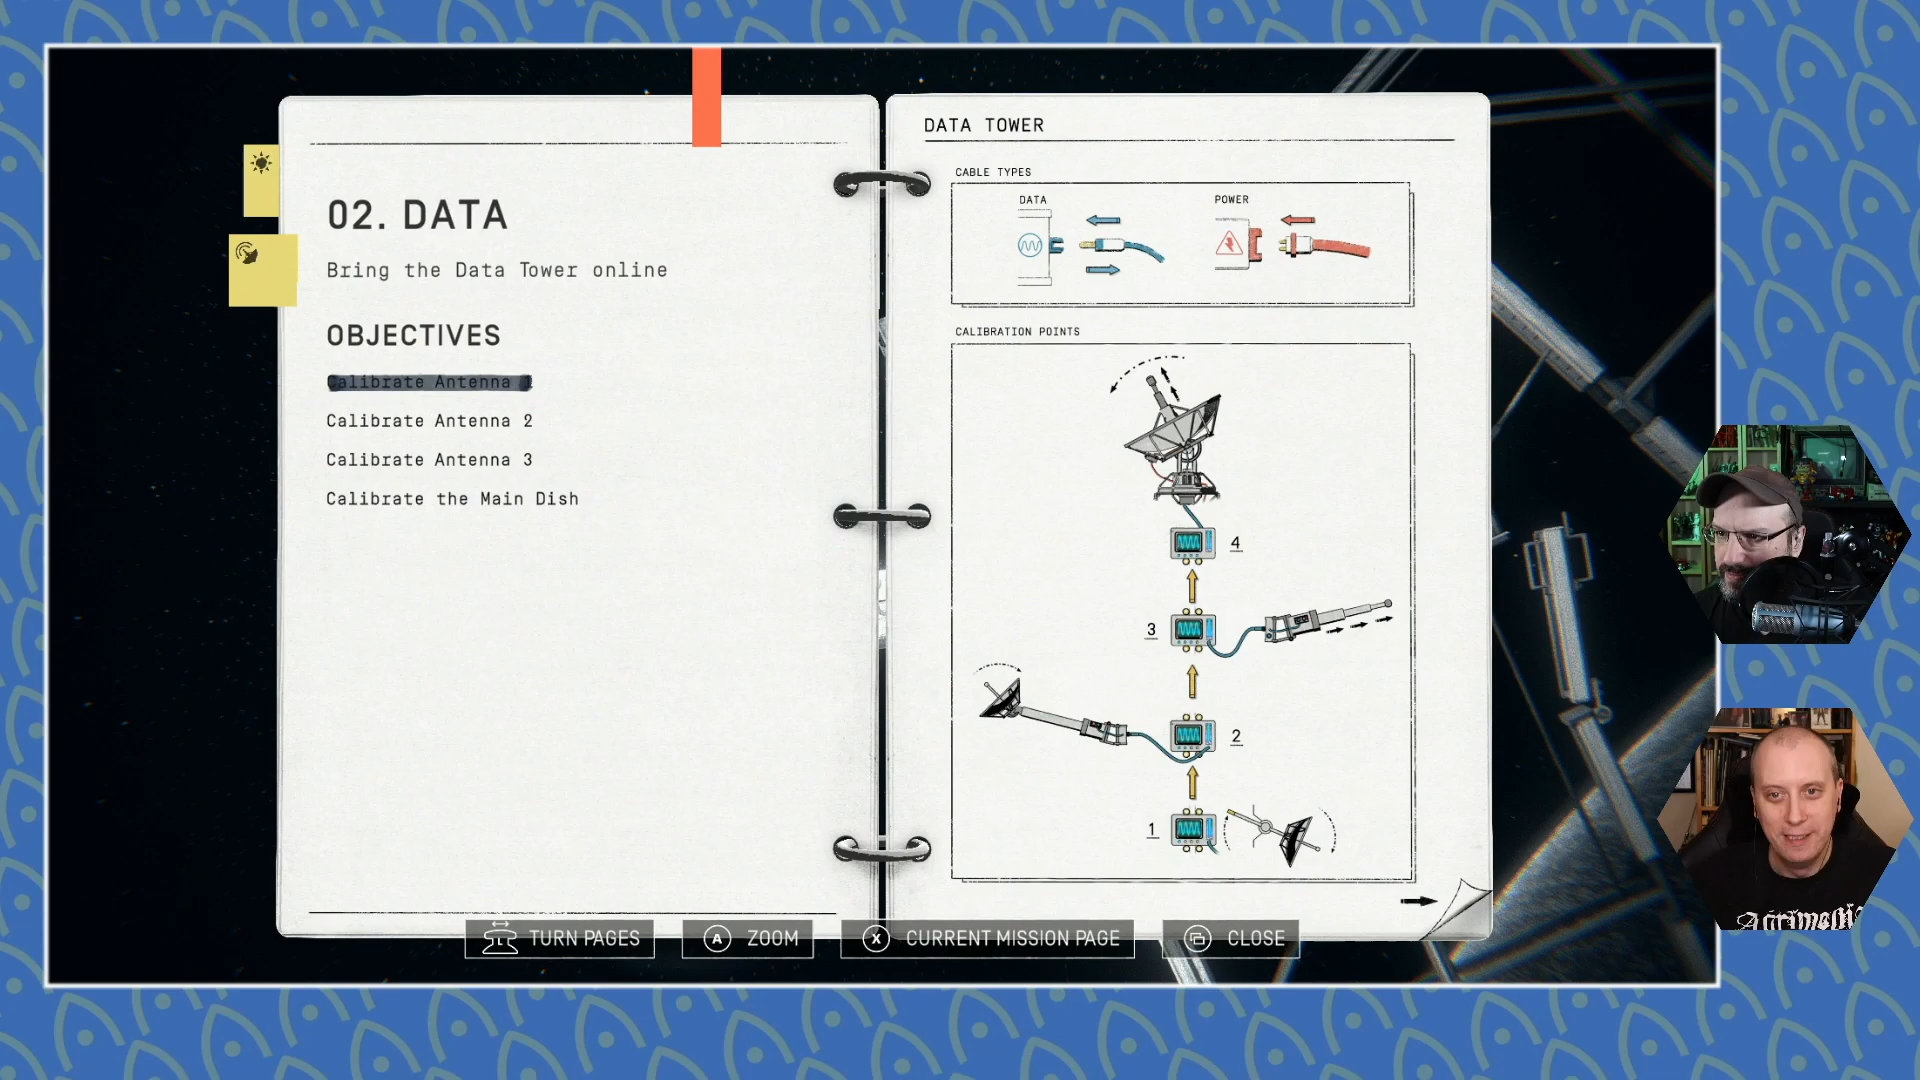 02. DATA
Bring the Data Tower online
OBJECTIVES
Calibrate Antenna 1
Calibrate Antenna 2
Calibrate Antenna 3
Calibrate the Main Dish
DATA TOWER
CABLE TYPES
DATA
POWER
CALIBRATION POINTS
4
3
2
1
L TURN PAGES
A ZOOM
X CURRENT MISSION PAGE
CLOSE